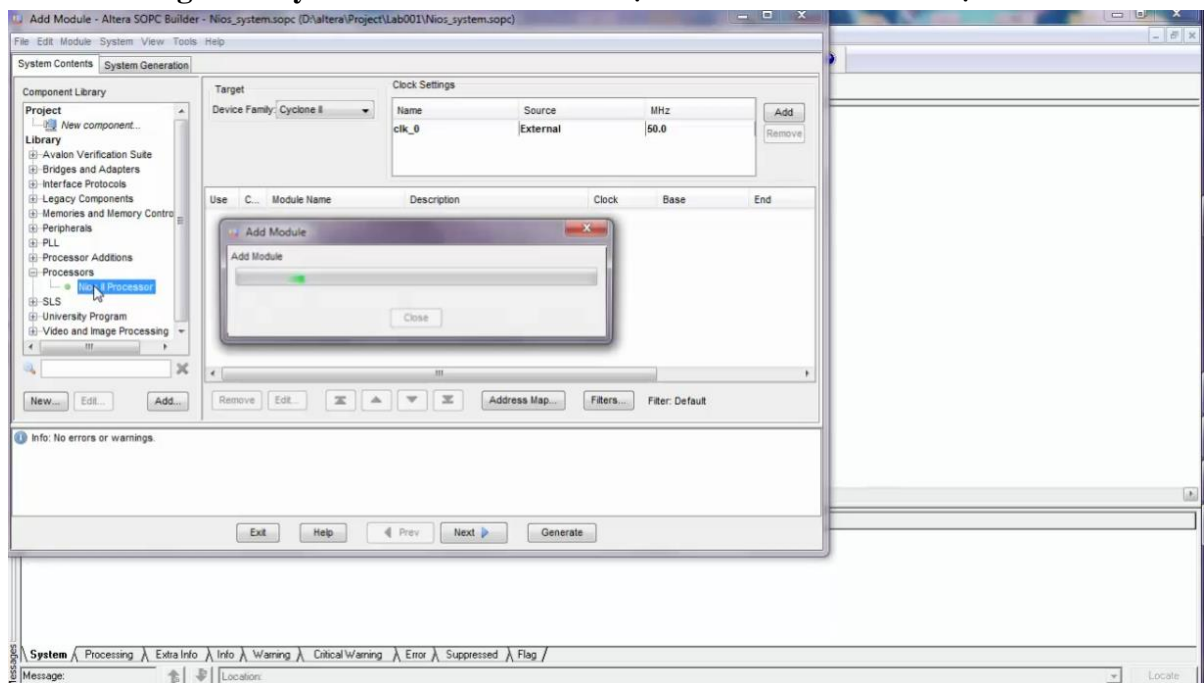 Add Module - Altera SOPC Builder - Nios_system.sopc (D:\altera\Project\Lab001\Nios_system.sopc)
File Edit Module System View Tools Help
System Contents System Generation
Component Library
Project
New component...
Library
Avalon Verification Suite
Bridges and Adapters
Interface Protocols
Legacy Components
Memories and Memory Contro
Peripherals
PLL
Processor Additions
Processors
Nios II Processor
SLS
University Program
Video and Image Processing
New... Edit... Add...
Target
Device Family: Cyclone II
Clock Settings
Name Source MHz
clk_0 External 50.0
Add
Remove
Use C... Module Name Description Clock Base End
Add Module
Add Module
Close
Remove Edit... Address Map... Filters... Filter: Default
Info: No errors or warnings.
Exit Help Prev Next Generate
System Processing Extra Info Info Warning Critical Warning Error Suppressed Flag
Messages
Message: Location: Locate